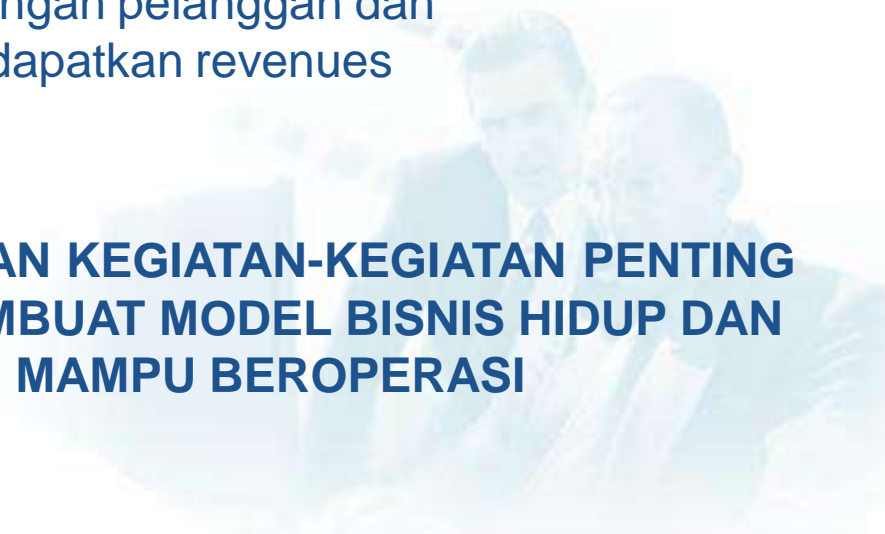 ngan pelanggan dan
dapatkan revenues
AN KEGIATAN-KEGIATAN PENTING
MBUAT MODEL BISNIS HIDUP DAN
MAMPU BEROPERASI